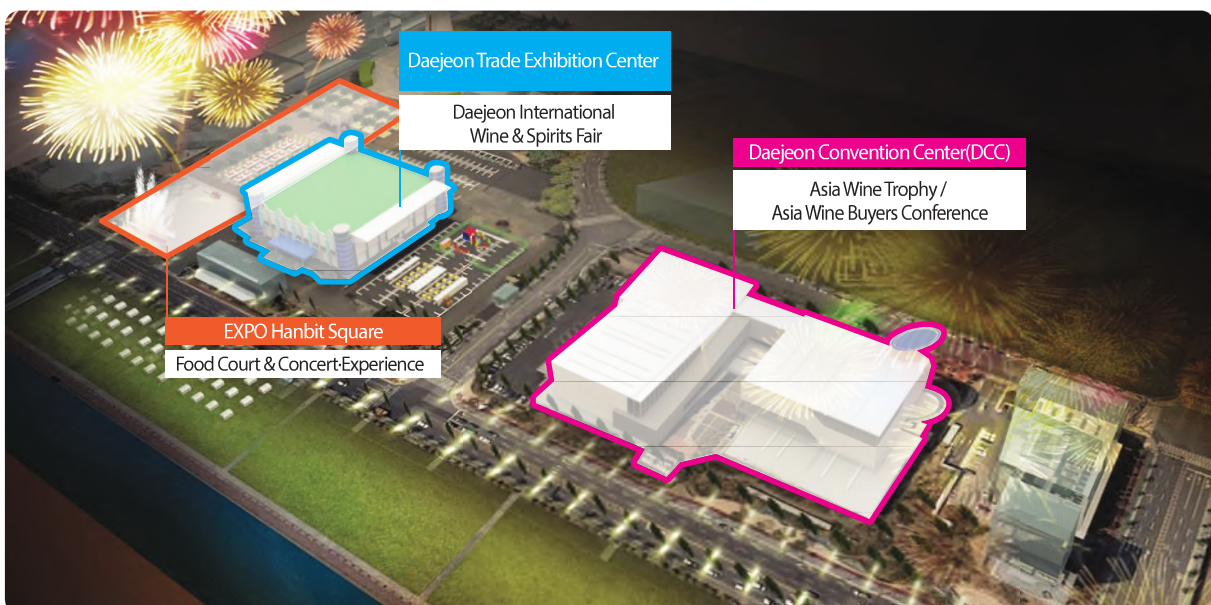 Daejeon Trade Exhibition Center
Daejeon International
Wine & Spirits Fair
Daejeon Convention Center(DCC)
Asia Wine Trophy /
Asia Wine Buyers Conference
EXPO Hanbit Square
Food Court & Concert·Experience